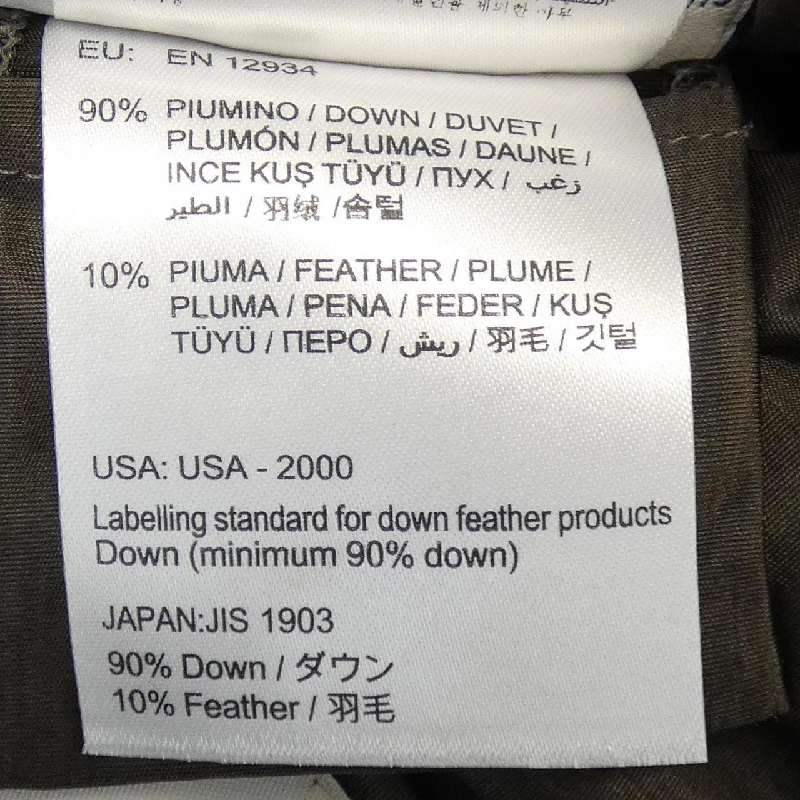 EU: EN 12934
90% PIUMINO / DOWN / DUVET /
PLUMÓN / PLUMAS / DAUNE /
INCE KUŞ TÜYÜ / ПУХ / زغب
الطير / 羽绒 /솜털
10% PIUMA / FEATHER / PLUME /
PLUMA / PENA / FEDER / KUŞ
TÜYÜ / ПЕРО / ريش / 羽毛 / 깃털
USA: USA - 2000
Labelling standard for down feather products
Down (minimum 90% down)
JAPAN:JIS 1903
90% Down / ダウン
10% Feather / 羽毛